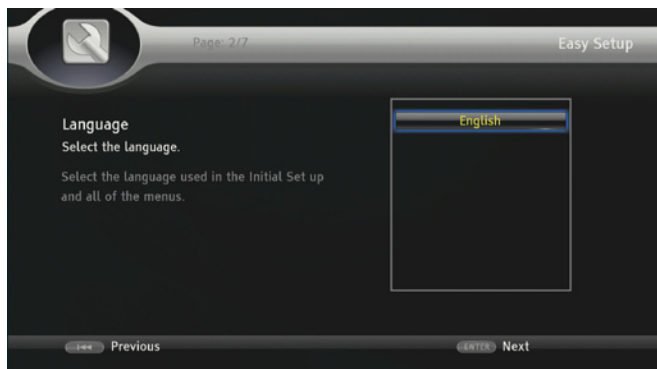 Page: 2/7
Easy Setup
Language
Select the language.
Select the language used in the Initial Set up
and all of the menus.
English
Previous
ENTER Next